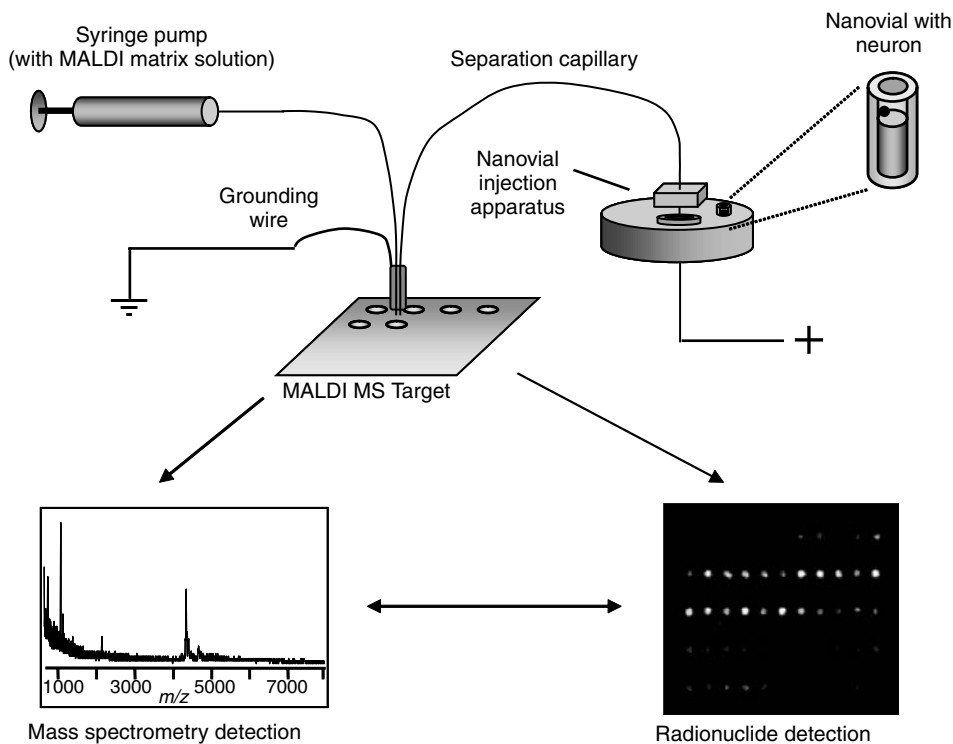 Syringe pump
(with MALDI matrix solution)
Separation capillary
Nanovial with
neuron
Nanovial
injection
apparatus
Grounding
wire
+
MALDI MS Target
1000 3000 5000 7000
m/z
Mass spectrometry detection
Radionuclide detection